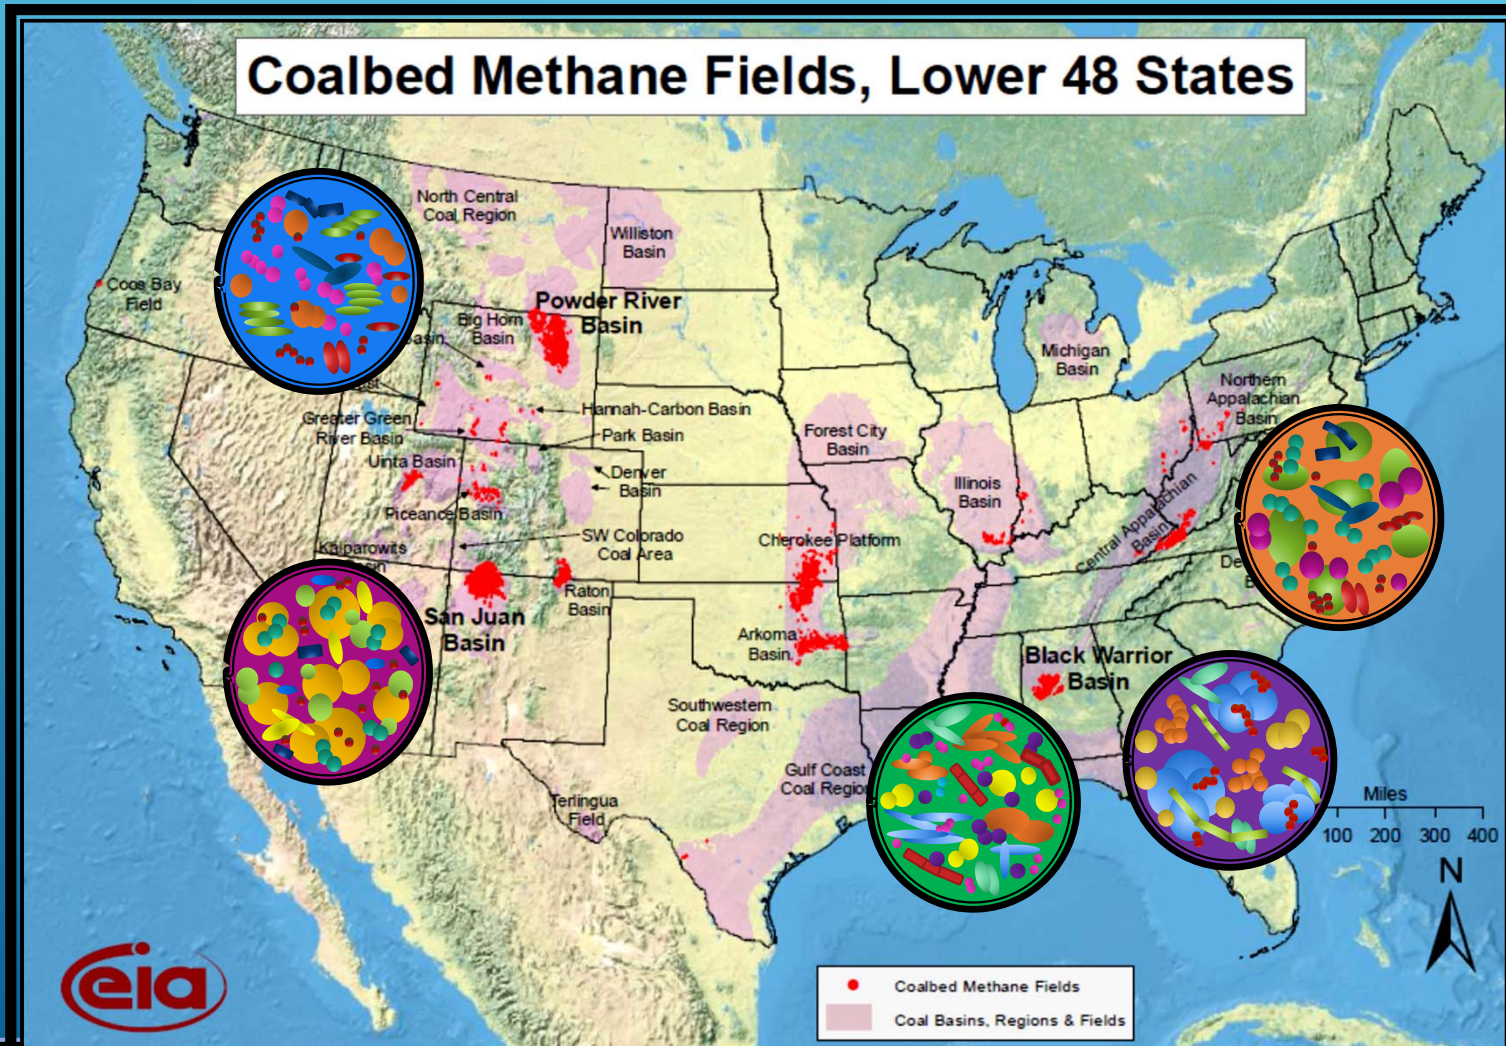 Coalbed Methane Fields, Lower 48 States
North Central
Coal Region
Williston
Basin
Coos Bay
Field
Powder River
Basin
Big Horn
Basin
Michigan
Basin
Northern
Appalachian
Basin
Greater Green
River Basin
Hannah-Carbon Basin
Park Basin
Forest City
Basin
Uinta Basin
Denver
Basin
Illinois
Basin
Piceance Basin
Central Appalachian
Basin
SW Colorado
Coal Area
Cherokee Platform
Kaiparowits
Raton
Basin
San Juan
Basin
Arkoma
Basin
Black Warrior
Basin
Southwestern
Coal Region
Gulf Coast
Coal Region
Terlingua
Field
Miles
100 200 300 400
N
eia
Coalbed Methane Fields
Coal Basins, Regions & Fields